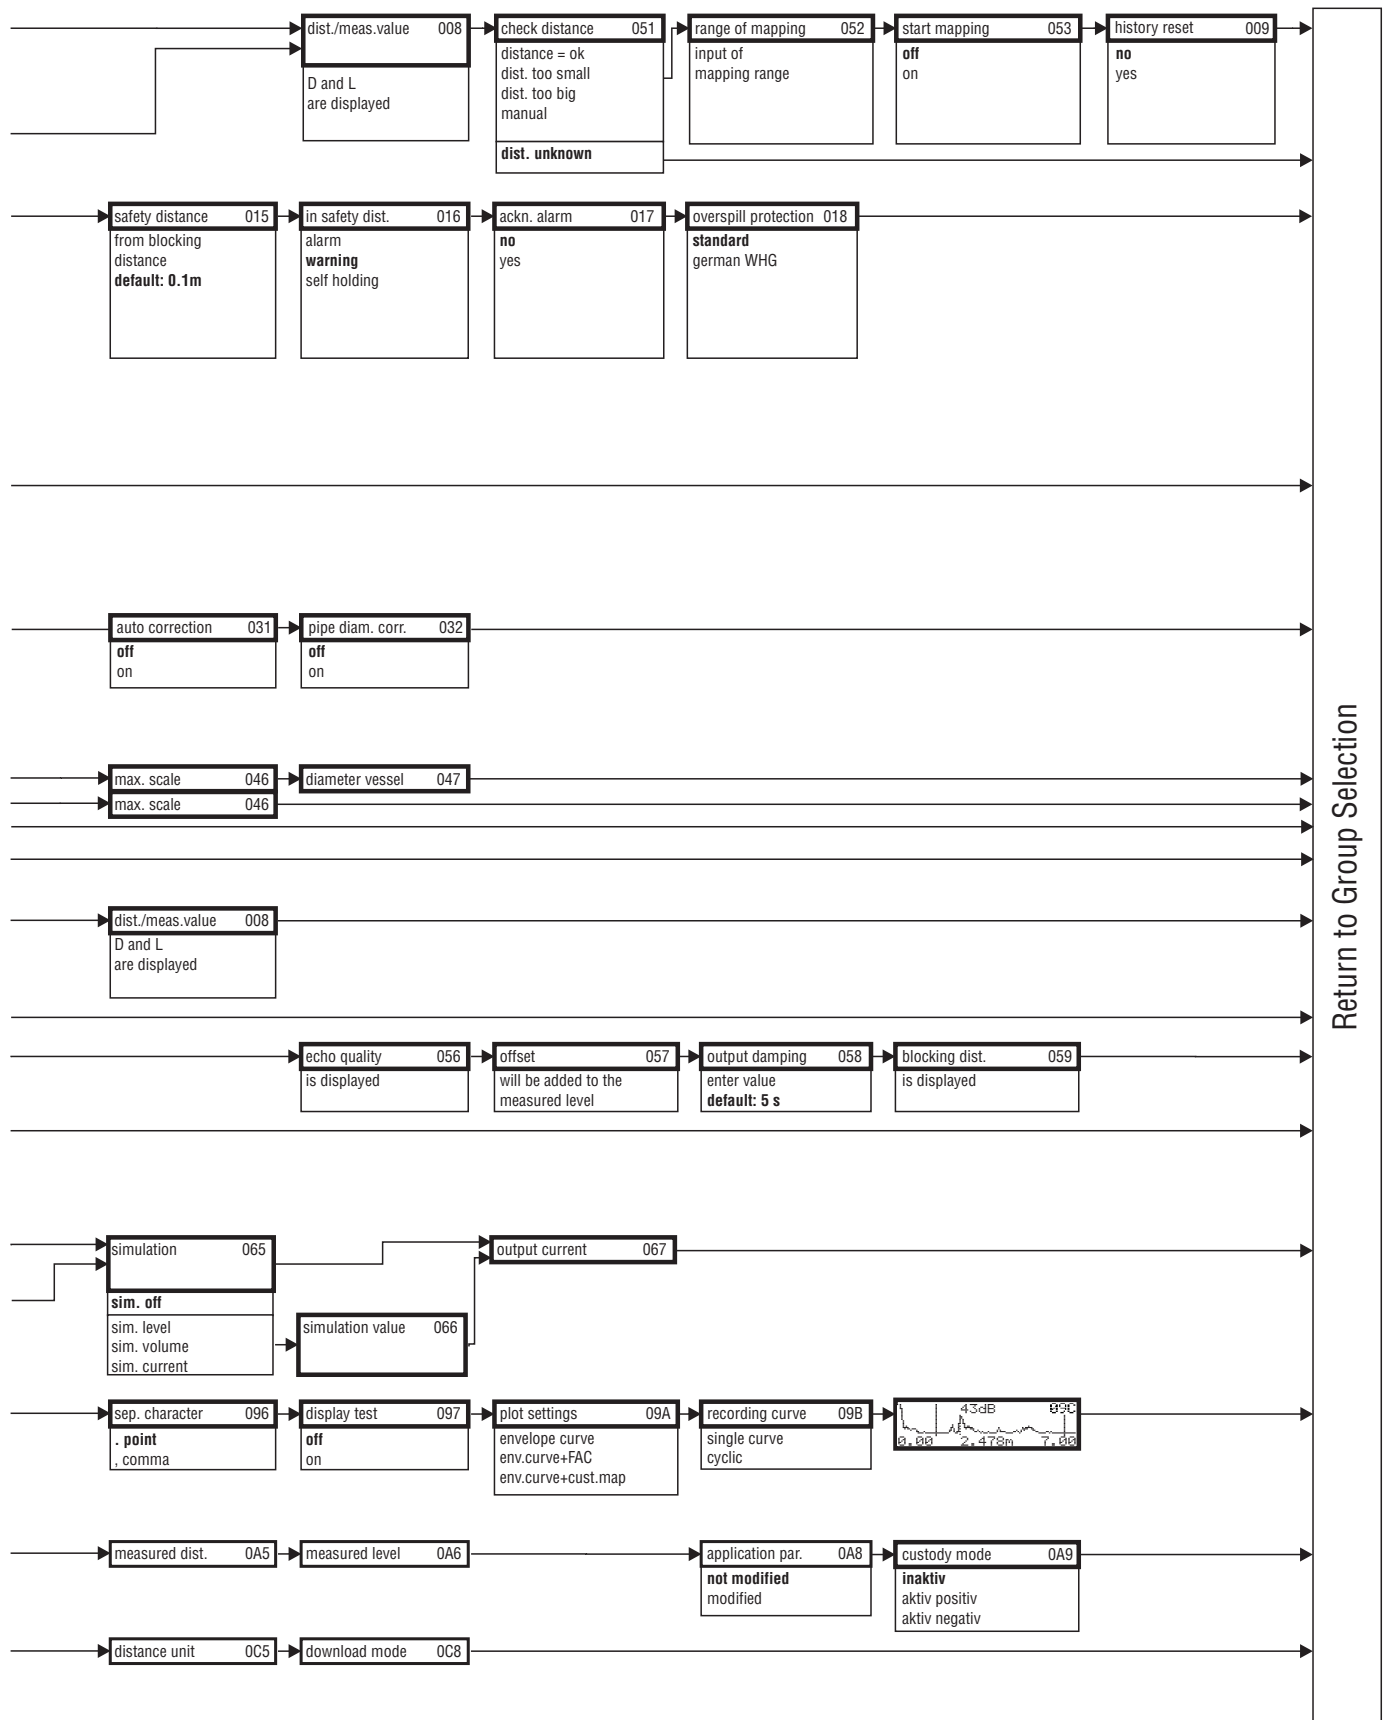 dist./meas.value 008
D and L
are displayed
check distance 051
distance = ok
dist. too small
dist. too big
manual
dist. unknown
range of mapping 052
input of
mapping range
start mapping 053
off
on
history reset 009
no
yes
safety distance 015
from blocking
distance
default: 0.1m
in safety dist. 016
alarm
warning
self holding
ackn. alarm 017
no
yes
overspill protection 018
standard
german WHG
auto correction 031
off
on
pipe diam. corr. 032
off
on
max. scale 046
diameter vessel 047
max. scale 046
dist./meas.value 008
D and L
are displayed
echo quality 056
is displayed
offset 057
will be added to the
measured level
output damping 058
enter value
default: 5 s
blocking dist. 059
is displayed
simulation 065
sim. off
sim. level
sim. volume
sim. current
simulation value 066
output current 067
sep. character 096
. point
, comma
display test 097
off
on
plot settings 09A
envelope curve
env.curve+FAC
env.curve+cust.map
recording curve 09B
single curve
cyclic
43dB 09C
0.00 2.478m 7.00
measured dist. 0A5
measured level 0A6
application par. 0A8
not modified
modified
custody mode 0A9
inaktiv
aktiv positiv
aktiv negativ
distance unit 0C5
download mode 0C8
Return to Group Selection